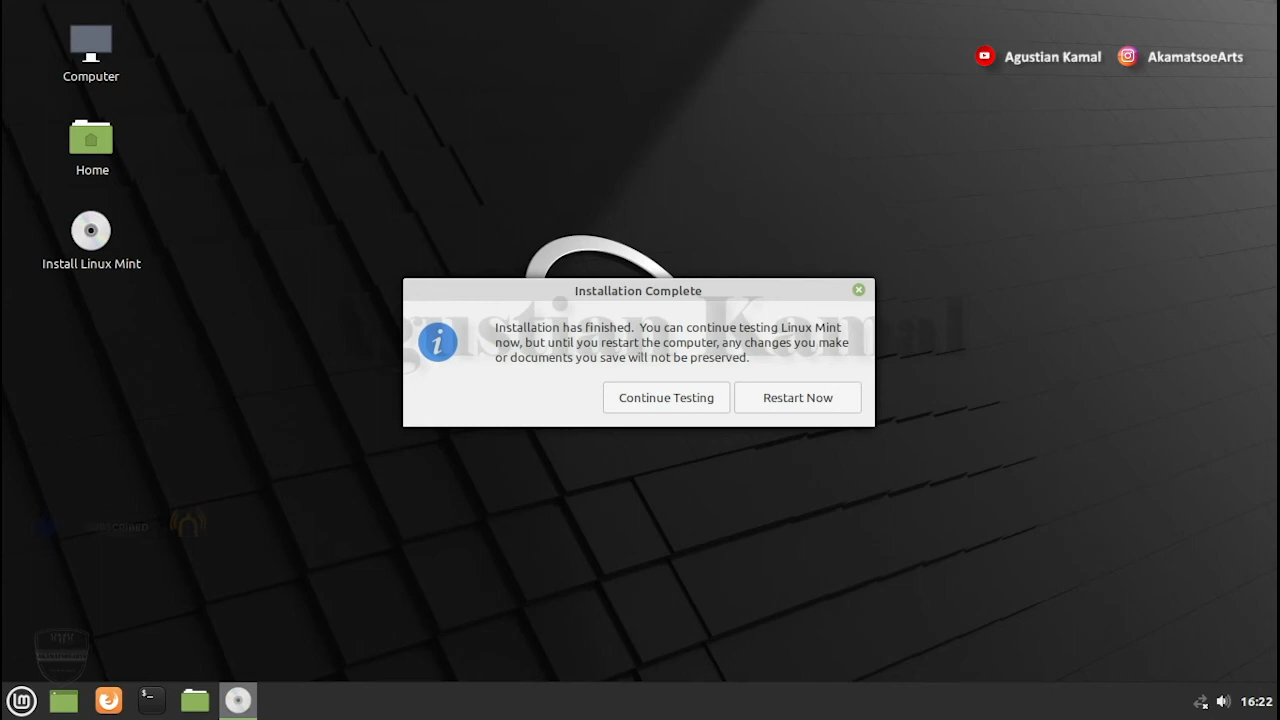 Computer
Agustian Kamal
AkamatsoeArts
Home
Install Linux Mint
Installation Complete
Agustian Kamal
Installation has finished.  You can continue testing Linux Mint
now, but until you restart the computer, any changes you make
or documents you save will not be preserved.
Continue Testing
Restart Now
16:22